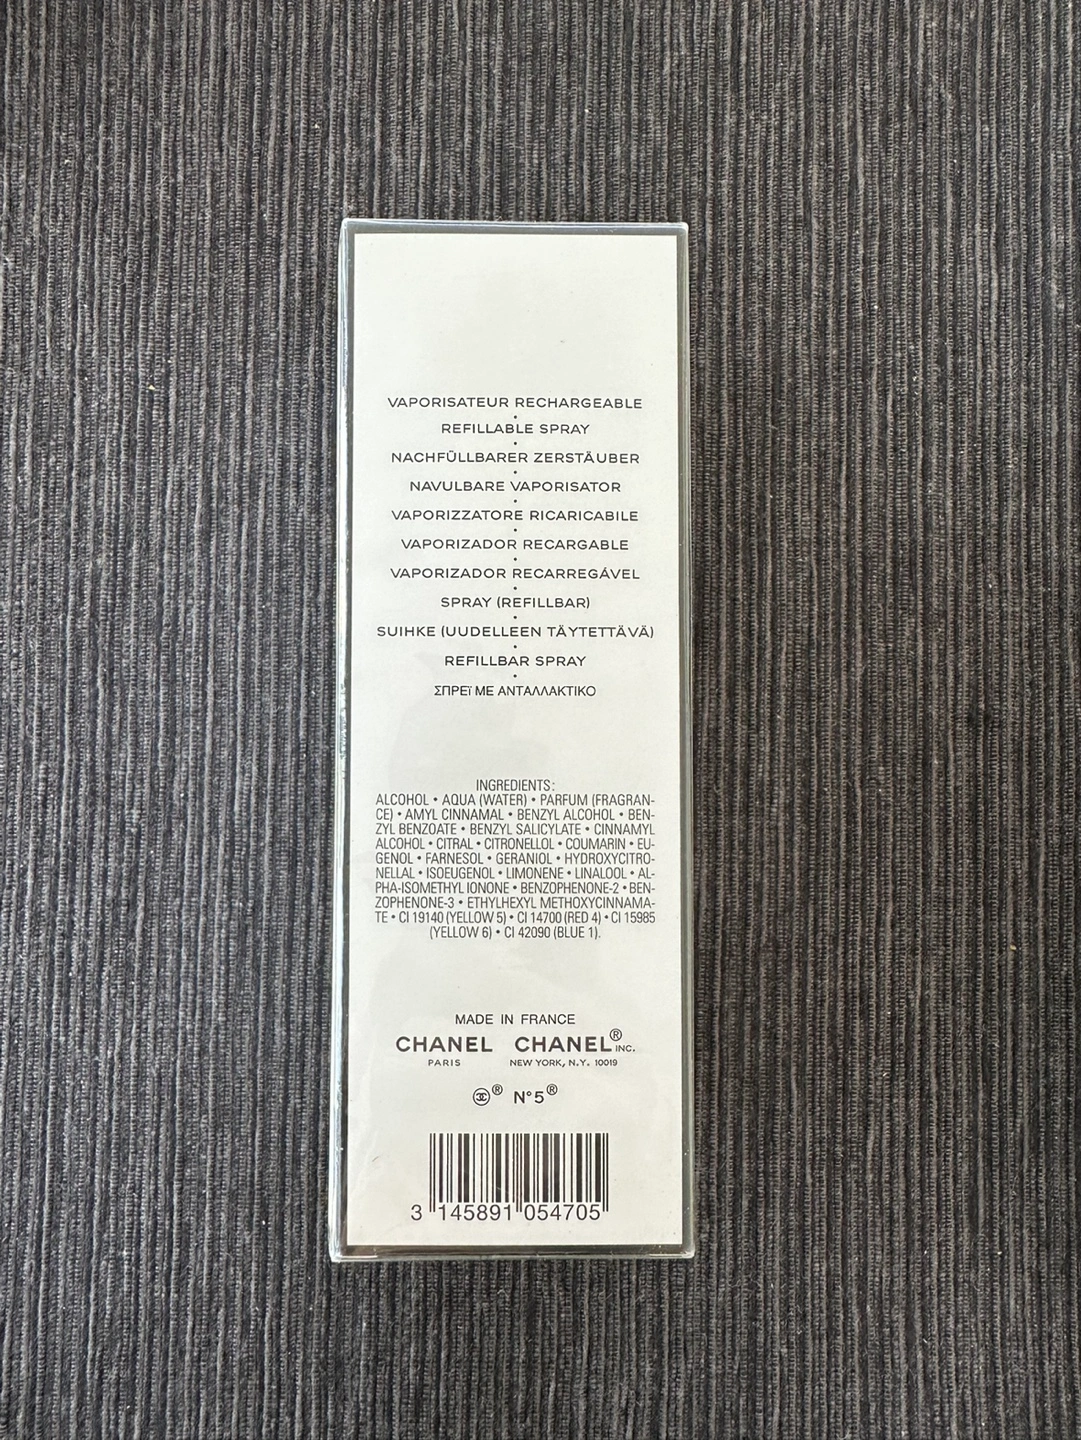 VAPORISATEUR RECHARGEABLE
•
REFILLABLE SPRAY
•
NACHFÜLLBARER ZERSTÄUBER
•
NAVULBARE VAPORISATOR
•
VAPORIZZATORE RICARICABILE
•
VAPORIZADOR RECARGABLE
•
VAPORIZADOR RECARREGÁVEL
•
SPRAY (REFILLBAR)
•
SUIHKE (UUDELLEEN TÄYTETTÄVÄ)
•
REFILLBAR SPRAY
•
ΣΠΡΕϊ ΜΕ ΑΝΤΑΛΛΑΚΤΙΚΟ
INGREDIENTS:
ALCOHOL • AQUA (WATER) • PARFUM (FRAGRAN-
CE) • AMYL CINNAMAL • BENZYL ALCOHOL • BEN-
ZYL BENZOATE • BENZYL SALICYLATE • CINNAMYL
ALCOHOL • CITRAL • CITRONELLOL • COUMARIN • EU-
GENOL • FARNESOL • GERANIOL • HYDROXYCITRO-
NELLAL • ISOEUGENOL • LIMONENE • LINALOOL • AL-
PHA-ISOMETHYL IONONE • BENZOPHENONE-2 • BEN-
ZOPHENONE-3 • ETHYLHEXYL METHOXYCINNAMA-
TE • CI 19140 (YELLOW 5) • CI 14700 (RED 4) • CI 15985
(YELLOW 6) • CI 42090 (BLUE 1).
MADE IN FRANCE
CHANEL CHANEL® INC.
PARIS NEW YORK, N.Y. 10019
® N°5®
3 145891 054705